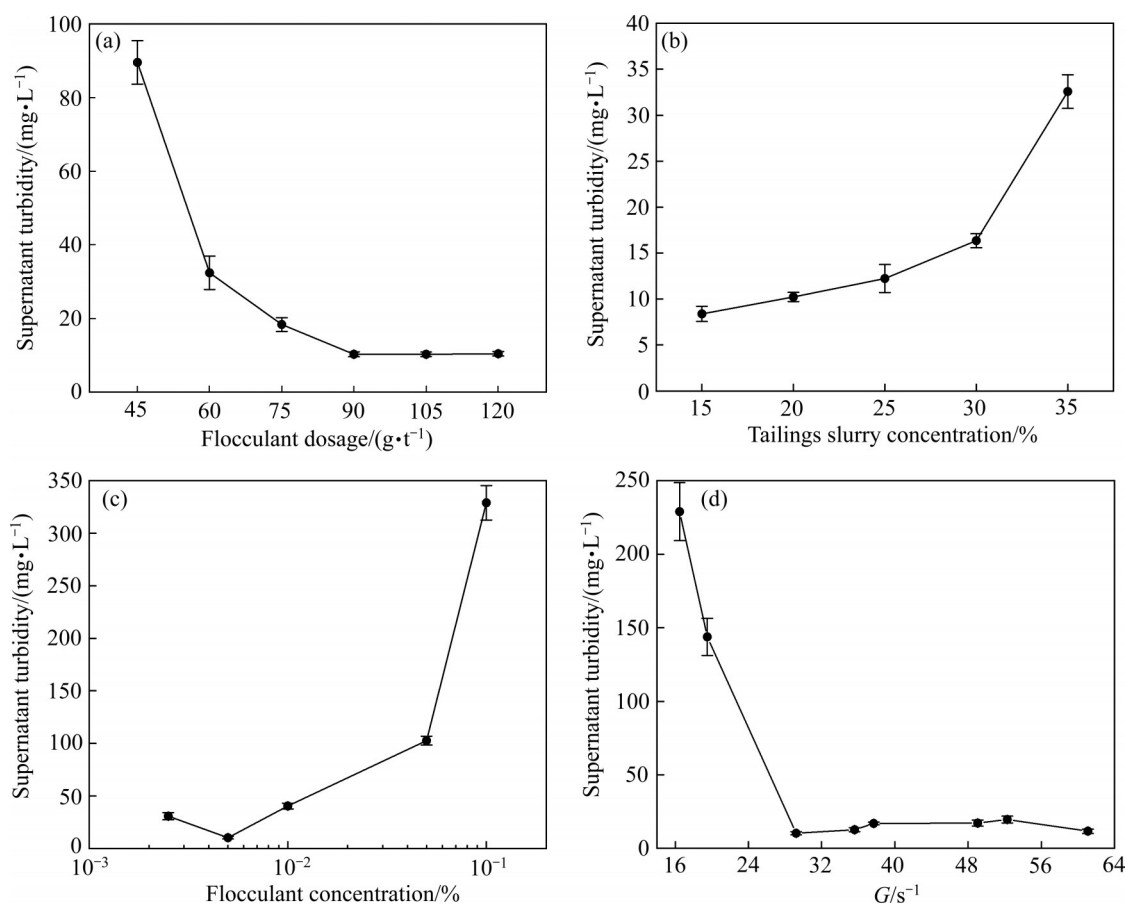 (a)
Supernatant turbidity/(mg•L⁻¹)
100
80
60
40
20
0
45 60 75 90 105 120
Flocculant dosage/(g•t⁻¹)
(b)
Supernatant turbidity/(mg•L⁻¹)
40
35
30
25
20
15
10
5
0
15 20 25 30 35
Tailings slurry concentration/%
(c)
Supernatant turbidity/(mg•L⁻¹)
350
300
250
200
150
100
50
0
10⁻³ 10⁻² 10⁻¹
Flocculant concentration/%
(d)
Supernatant turbidity/(mg•L⁻¹)
250
200
150
100
50
0
16 24 32 40 48 56 64
G/s⁻¹